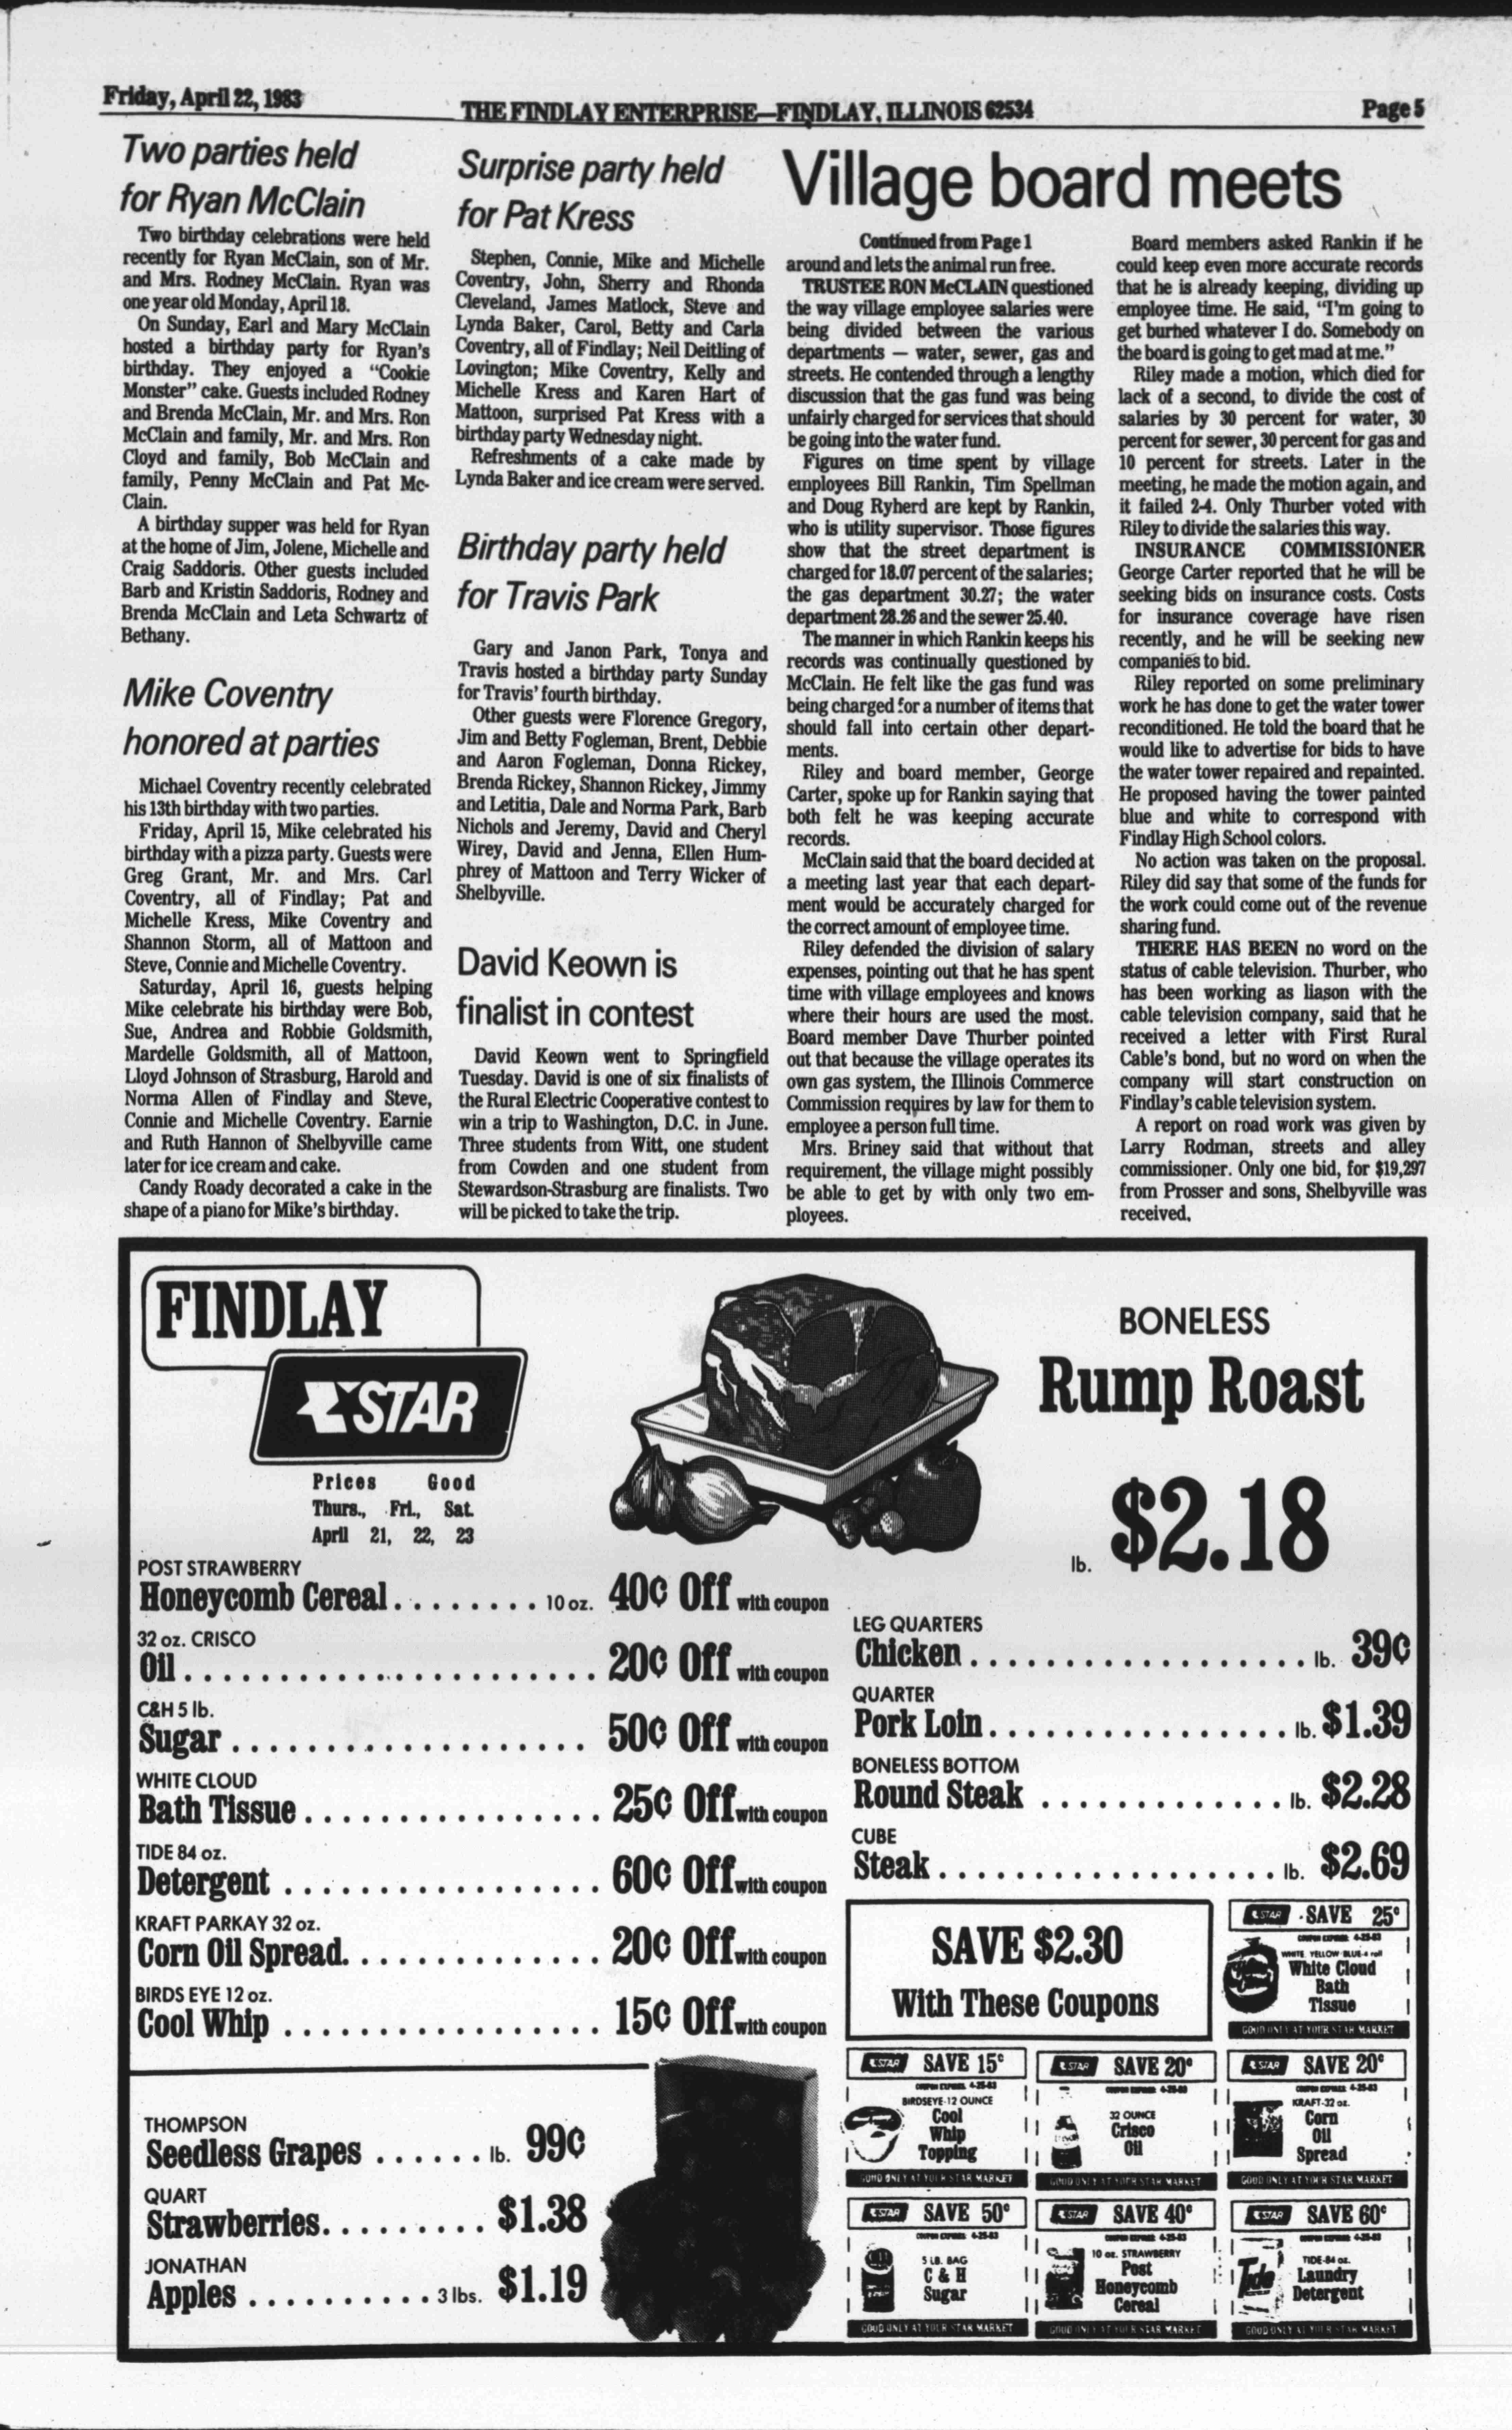 Friday, April 22, 1983
THE FINDLAY ENTERPRISE—FINDLAY, ILLINOIS 62534
Page 5
Two parties held
for Ryan McClain
Two birthday celebrations were held
recently for Ryan McClain, son of Mr.
and Mrs. Rodney McClain. Ryan was
one year old Monday, April 18.
On Sunday, Earl and Mary McClain
hosted a birthday party for Ryan's
birthday. They enjoyed a "Cookie
Monster" cake. Guests included Rodney
and Brenda McClain, Mr. and Mrs. Ron
McClain and family, Mr. and Mrs. Ron
Cloyd and family, Bob McClain and
family, Penny McClain and Pat Mc-
Clain.
A birthday supper was held for Ryan
at the home of Jim, Jolene, Michelle and
Craig Saddoris. Other guests included
Barb and Kristin Saddoris, Rodney and
Brenda McClain and Leta Schwartz of
Bethany.
Mike Coventry
honored at parties
Michael Coventry recently celebrated
his 13th birthday with two parties.
Friday, April 15, Mike celebrated his
birthday with a pizza party. Guests were
Greg Grant, Mr. and Mrs. Carl
Coventry, all of Findlay; Pat and
Michelle Kress, Mike Coventry and
Shannon Storm, all of Mattoon and
Steve, Connie and Michelle Coventry.
Saturday, April 16, guests helping
Mike celebrate his birthday were Bob,
Sue, Andrea and Robbie Goldsmith,
Mardelle Goldsmith, all of Mattoon,
Lloyd Johnson of Strasburg, Harold and
Norma Allen of Findlay and Steve,
Connie and Michelle Coventry. Earnie
and Ruth Hannon of Shelbyville came
later for ice cream and cake.
Candy Roady decorated a cake in the
shape of a piano for Mike's birthday.
Surprise party held
for Pat Kress
Stephen, Connie, Mike and Michelle
Coventry, John, Sherry and Rhonda
Cleveland, James Matlock, Steve and
Lynda Baker, Carol, Betty and Carla
Coventry, all of Findlay; Neil Deitling of
Lovington; Mike Coventry, Kelly and
Michelle Kress and Karen Hart of
Mattoon, surprised Pat Kress with a
birthday party Wednesday night.
Refreshments of a cake made by
Lynda Baker and ice cream were served.
Birthday party held
for Travis Park
Gary and Janon Park, Tonya and
Travis hosted a birthday party Sunday
for Travis' fourth birthday.
Other guests were Florence Gregory,
Jim and Betty Fogleman, Brent, Debbie
and Aaron Fogleman, Donna Rickey,
Brenda Rickey, Shannon Rickey, Jimmy
and Letitia, Dale and Norma Park, Barb
Nichols and Jeremy, David and Cheryl
Wirey, David and Jenna, Ellen Hum-
phrey of Mattoon and Terry Wicker of
Shelbyville.
David Keown is
finalist in contest
David Keown went to Springfield
Tuesday. David is one of six finalists of
the Rural Electric Cooperative contest to
win a trip to Washington, D.C. in June.
Three students from Witt, one student
from Cowden and one student from
Stewardson-Strasburg are finalists. Two
will be picked to take the trip.
Village board meets
Continued from Page 1
around and lets the animal run free.
TRUSTEE RON McCLAIN questioned
the way village employee salaries were
being divided between the various
departments — water, sewer, gas and
streets. He contended through a lengthy
discussion that the gas fund was being
unfairly charged for services that should
be going into the water fund.
Figures on time spent by village
employees Bill Rankin, Tim Spellman
and Doug Ryherd are kept by Rankin,
who is utility supervisor. Those figures
show that the street department is
charged for 18.07 percent of the salaries;
the gas department 30.27; the water
department 28.26 and the sewer 25.40.
The manner in which Rankin keeps his
records was continually questioned by
McClain. He felt like the gas fund was
being charged for a number of items that
should fall into certain other depart-
ments.
Riley and board member, George
Carter, spoke up for Rankin saying that
both felt he was keeping accurate
records.
McClain said that the board decided at
a meeting last year that each depart-
ment would be accurately charged for
the correct amount of employee time.
Riley defended the division of salary
expenses, pointing out that he has spent
time with village employees and knows
where their hours are used the most.
Board member Dave Thurber pointed
out that because the village operates its
own gas system, the Illinois Commerce
Commission requires by law for them to
employee a person full time.
Mrs. Briney said that without that
requirement, the village might possibly
be able to get by with only two em-
ployees.
Board members asked Rankin if he
could keep even more accurate records
that he is already keeping, dividing up
employee time. He said, "I'm going to
get burned whatever I do. Somebody on
the board is going to get mad at me."
Riley made a motion, which died for
lack of a second, to divide the cost of
salaries by 30 percent for water, 30
percent for sewer, 30 percent for gas and
10 percent for streets. Later in the
meeting, he made the motion again, and
it failed 2-4. Only Thurber voted with
Riley to divide the salaries this way.
INSURANCE COMMISSIONER
George Carter reported that he will be
seeking bids on insurance costs. Costs
for insurance coverage have risen
recently, and he will be seeking new
companies to bid.
Riley reported on some preliminary
work he has done to get the water tower
reconditioned. He told the board that he
would like to advertise for bids to have
the water tower repaired and repainted.
He proposed having the tower painted
blue and white to correspond with
Findlay High School colors.
No action was taken on the proposal.
Riley did say that some of the funds for
the work could come out of the revenue
sharing fund.
THERE HAS BEEN no word on the
status of cable television. Thurber, who
has been working as liason with the
cable television company, said that he
received a letter with First Rural
Cable's bond, but no word on when the
company will start construction on
Findlay's cable television system.
A report on road work was given by
Larry Rodman, streets and alley
commissioner. Only one bid, for $19,297
from Prosser and sons, Shelbyville was
received.
FINDLAY
STAR
Prices Good
Thurs., Fri., Sat.
April 21, 22, 23
BONELESS
Rump Roast
lb. $2.18
POST STRAWBERRY
Honeycomb Cereal........ 10 oz. 40¢ Off with coupon
32 oz. CRISCO
Oil....................... 20¢ Off with coupon
C&H 5 lb.
Sugar.................... 50¢ Off with coupon
WHITE CLOUD
Bath Tissue................ 25¢ Off with coupon
TIDE 84 oz.
Detergent................. 60¢ Off with coupon
KRAFT PARKAY 32 oz.
Corn Oil Spread............. 20¢ Off with coupon
BIRDS EYE 12 oz.
Cool Whip................. 15¢ Off with coupon
LEG QUARTERS
Chicken.................. lb. 39¢
QUARTER
Pork Loin................ lb. $1.39
BONELESS BOTTOM
Round Steak ............. lb. $2.28
CUBE
Steak.................. lb. $2.69
THOMPSON
Seedless Grapes ...... lb. 99¢
QUART
Strawberries......... $1.38
JONATHAN
Apples .......... 3 lbs. $1.19
SAVE $2.30
With These Coupons
STAR SAVE 25¢
COUPON EXPIRES 4-25-83
WHITE YELLOW BLUE-4 roll
White Cloud
Bath
Tissue
GOOD ONLY AT YOUR STAR MARKET
STAR SAVE 15¢
COUPON EXPIRES 4-25-83
BIRDSEYE-12 OUNCE
Cool
Whip
Topping
GOOD ONLY AT YOUR STAR MARKET
STAR SAVE 20¢
COUPON EXPIRES 4-25-83
32 OUNCE
Crisco
Oil
GOOD ONLY AT YOUR STAR MARKET
STAR SAVE 20¢
COUPON EXPIRES 4-25-83
KRAFT-32 oz.
Corn
Oil
Spread
GOOD ONLY AT YOUR STAR MARKET
STAR SAVE 50¢
COUPON EXPIRES 4-25-83
5 LB. BAG
C & H
Sugar
GOOD ONLY AT YOUR STAR MARKET
STAR SAVE 40¢
COUPON EXPIRES 4-25-83
10 oz. STRAWBERRY
Post
Honeycomb
Cereal
GOOD ONLY AT YOUR STAR MARKET
STAR SAVE 60¢
COUPON EXPIRES 4-25-83
TIDE-84 oz.
Tide
Laundry
Detergent
GOOD ONLY AT YOUR STAR MARKET